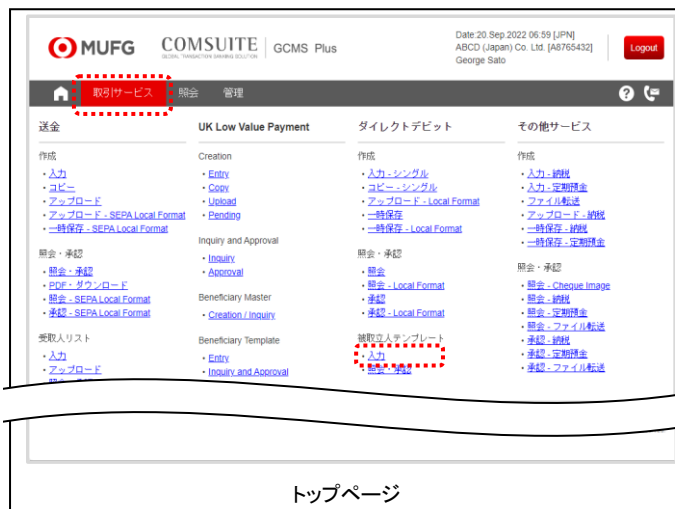 MUFG COMSUITE GCMS Plus
GLOBAL TRANSACTION BANKING SOLUTION
Date:20.Sep.2022 06:59 [JPN]
ABCD (Japan) Co. Ltd. [A8765432]
George Sato
Logout
取引サービス 照会 管理
送金
作成
・入力
・コピー
・アップロード
・アップロード - SEPA Local Format
・一時保存 - SEPA Local Format
照会・承認
・照会・承認
・PDF・ダウンロード
・照会 - SEPA Local Format
・承認 - SEPA Local Format
受取人リスト
・入力
・アップロード
・照会・承認
UK Low Value Payment
Creation
・Entry
・Copy
・Upload
・Pending
Inquiry and Approval
・Inquiry
・Approval
Beneficiary Master
・Creation / Inquiry
Beneficiary Template
・Entry
・Inquiry and Approval
ダイレクトデビット
作成
・入力 - シングル
・コピー - シングル
・アップロード - Local Format
・一時保存
・一時保存 - Local Format
照会・承認
・照会
・照会 - Local Format
・承認
・承認 - Local Format
被取立人テンプレート
・入力
・照会・承認
その他サービス
作成
・入力 - 納税
・入力 - 定期預金
・ファイル転送
・アップロード - 納税
・一時保存 - 納税
・一時保存 - 定期預金
照会・承認
・照会 - Cheque Image
・照会 - 納税
・照会 - 定期預金
・照会 - ファイル転送
・承認 - 納税
・承認 - 定期預金
・承認 - ファイル転送
トップページ